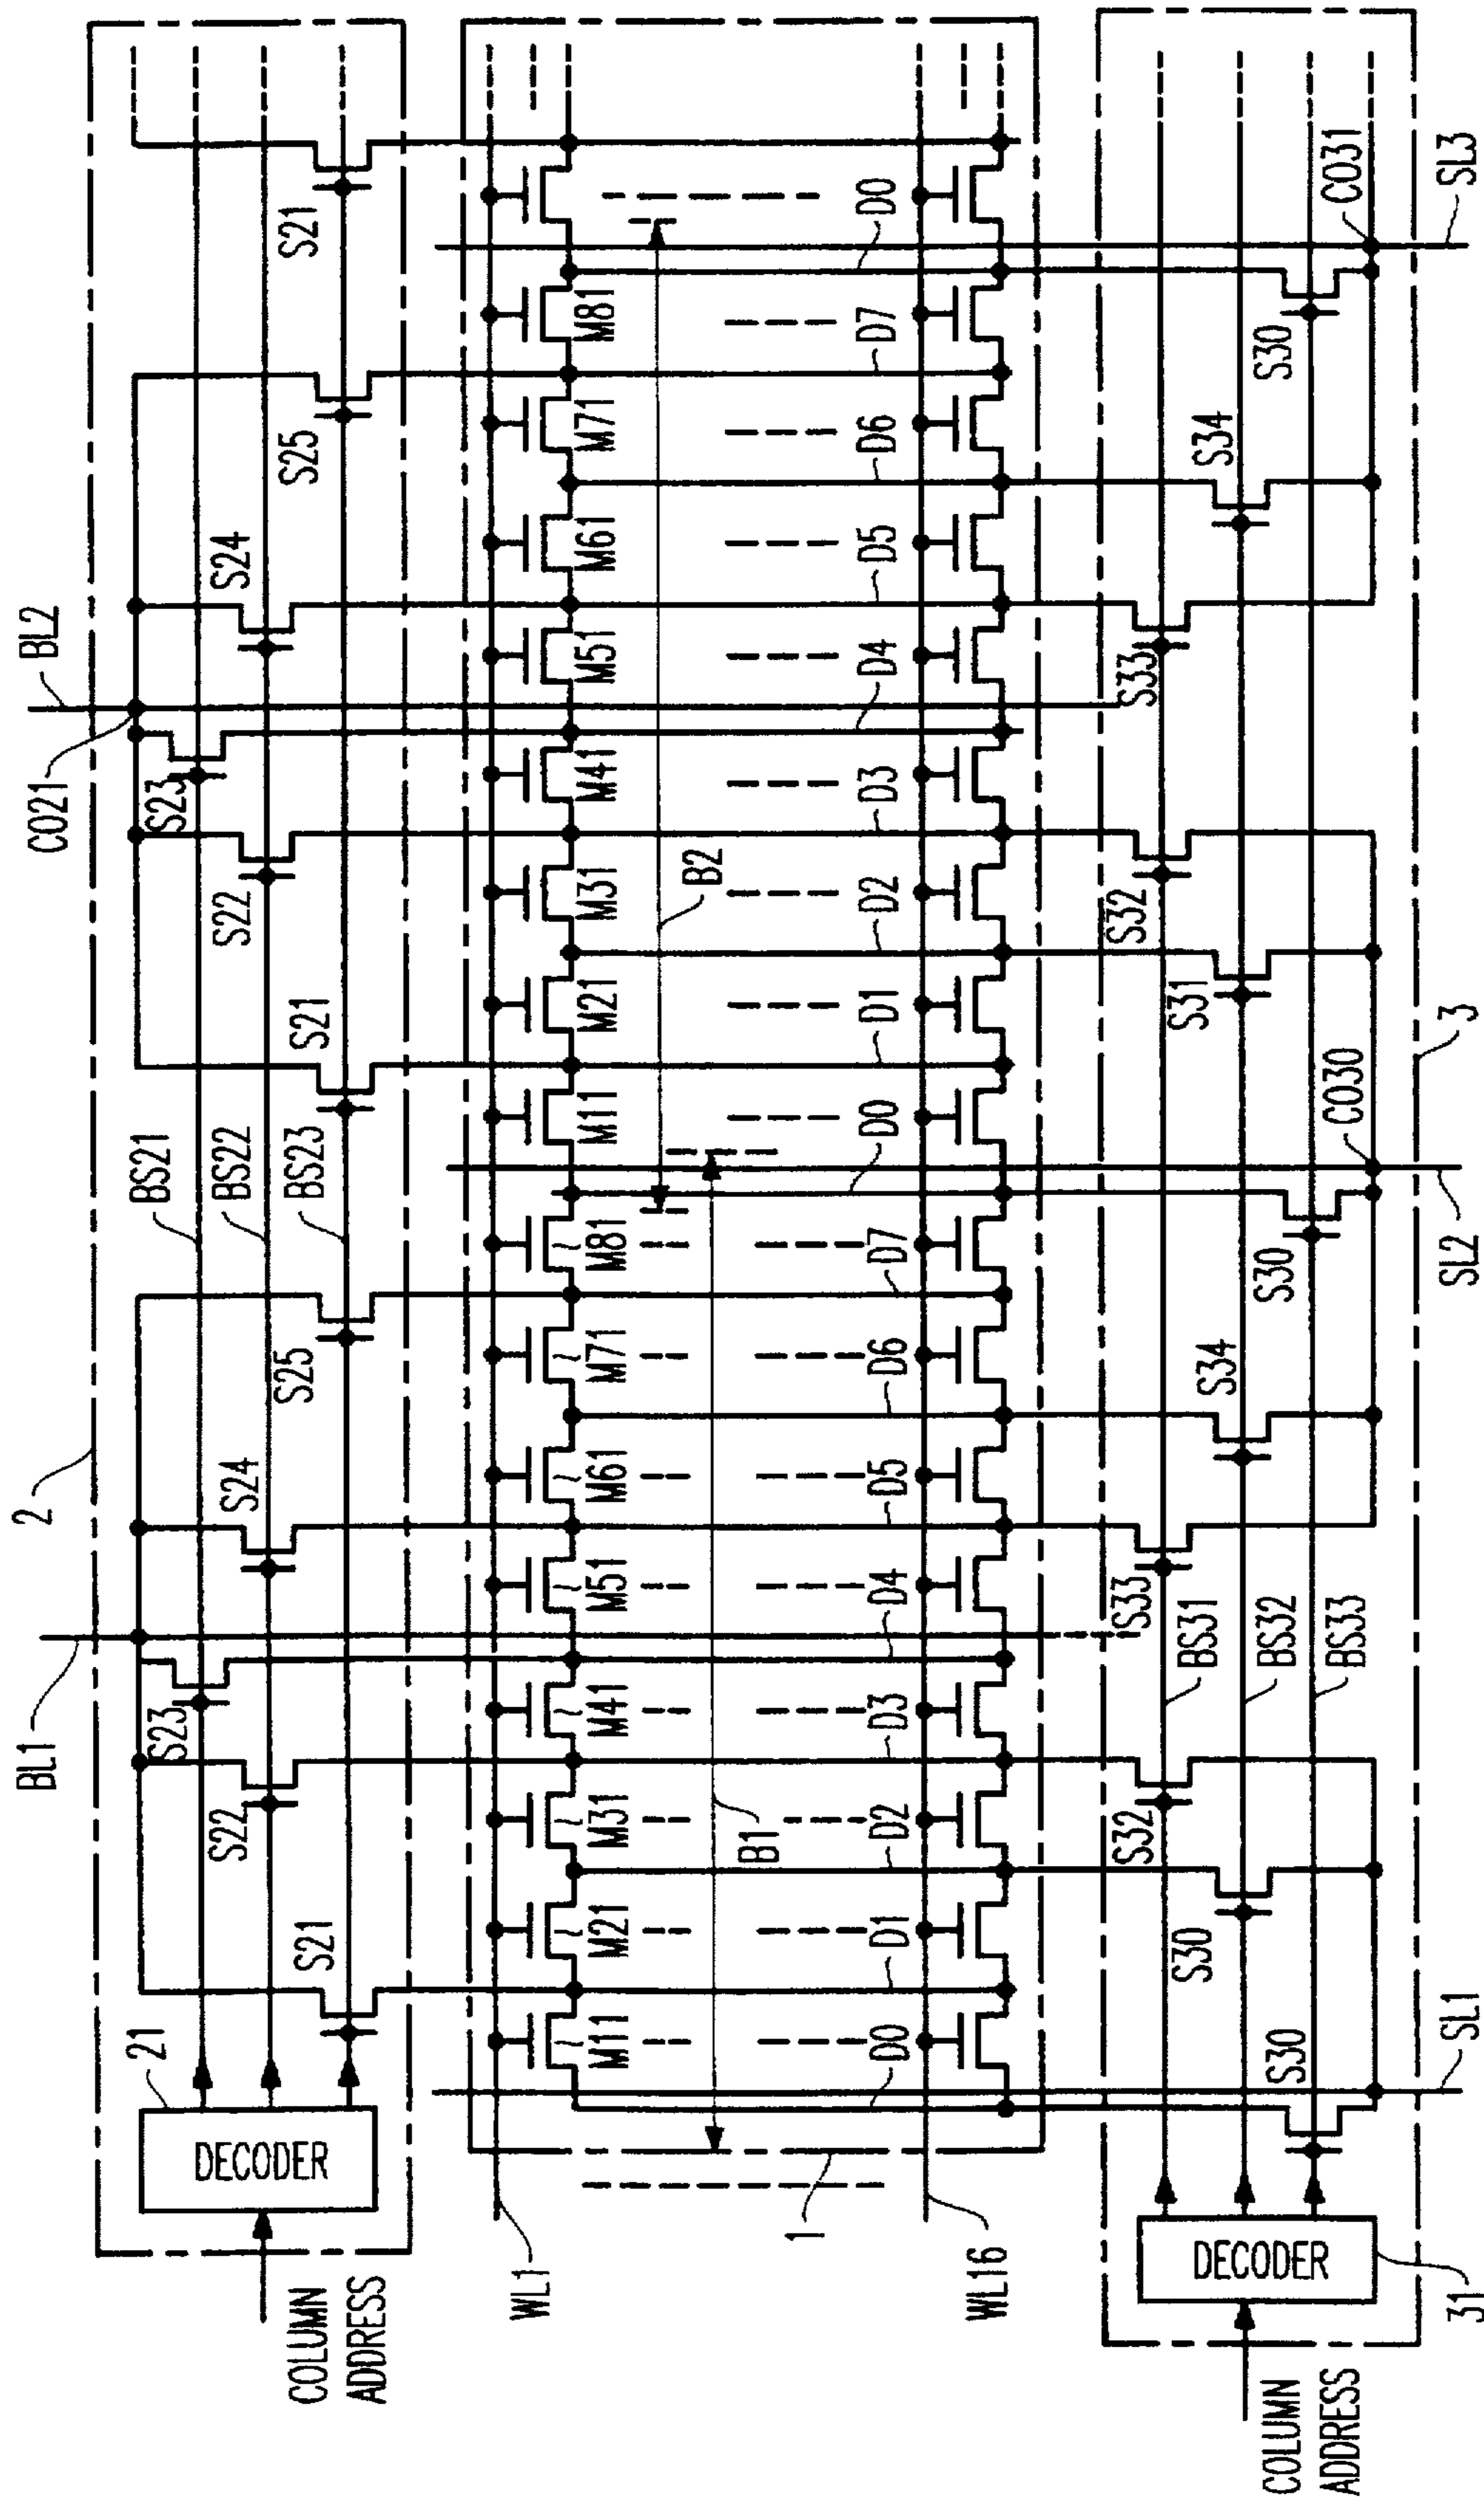 BL1
2
CO21
BL2
21
DECODER
COLUMN
ADDRESS
S21
S22
S23
S24
S25
BS21
BS22
BS23
S21
S22
S23
S24
S25
S21
WL1
M11
M21
M31
M41
M51
M61
M71
M81
M11
M21
M31
M41
M51
M61
M71
M81
B1
B2
1
D0
D1
D2
D3
D4
D5
D6
D7
D0
D1
D2
D3
D4
D5
D6
D7
D0
WL16
DECODER
COLUMN
ADDRESS
31
S30
S30
S32
S33
BS31
BS32
BS33
S34
S30
CO30
S31
S32
S33
S34
S30
CO31
SL1
SL2
3
SL3